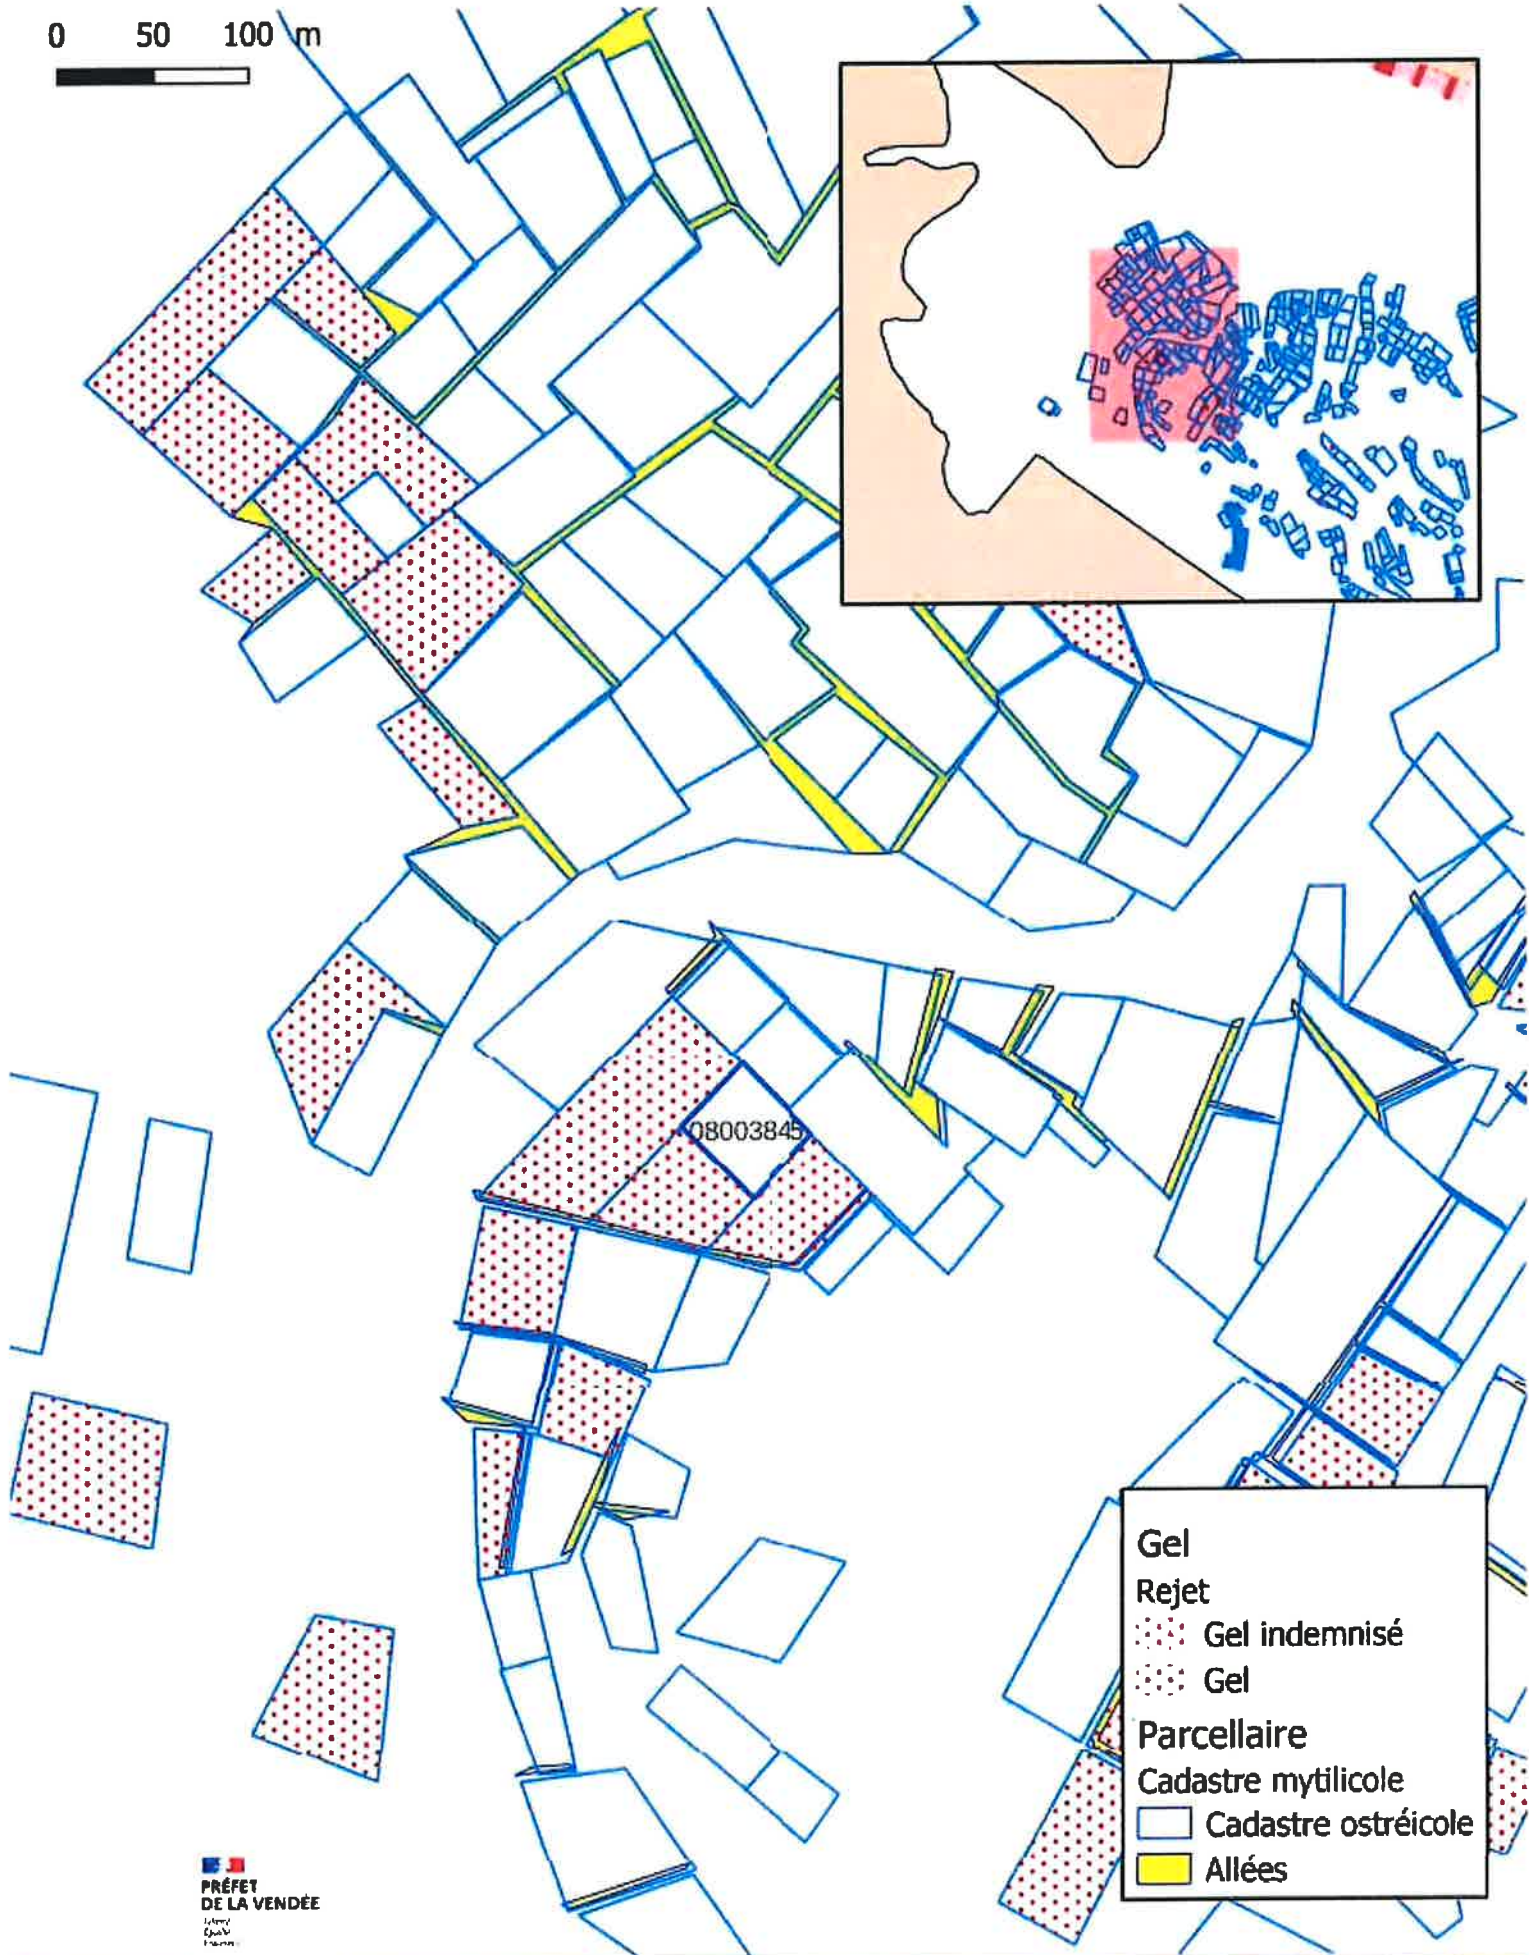 0 50 100 m
08003845
Gel
Rejet
Gel indemnisé
Gel
Parcellaire
Cadastre mytilicole
Cadastre ostréicole
Allées
PRÉFET
DE LA VENDÉE